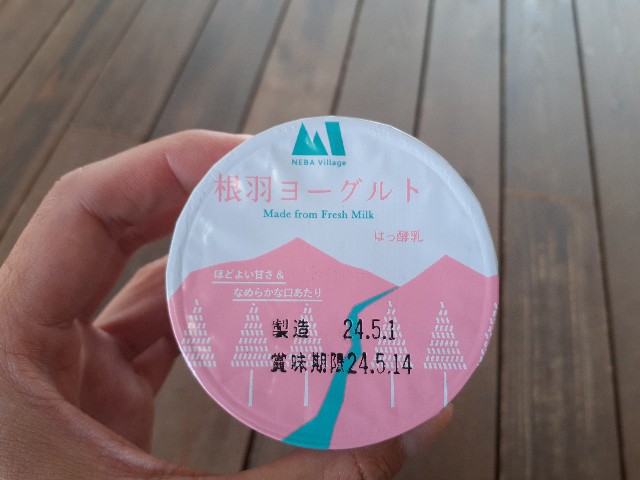 NEBA Village
根羽ヨーグルト
Made from Fresh Milk
はっ酵乳
ほどよい甘さ&
なめらかな口あたり
製造 24.5.1
賞味期限24.5.14